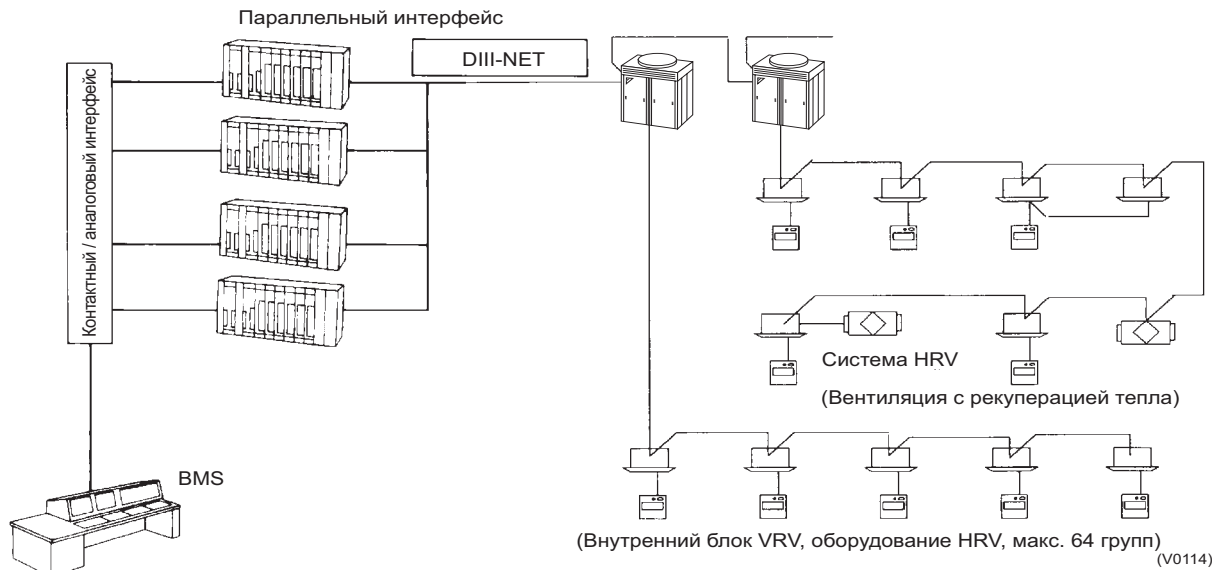 Параллельный интерфейс
DIII-NET
Контактный / аналоговый интерфейс
Система HRV
(Вентиляция с рекуперацией тепла)
BMS
(Внутренний блок VRV, оборудование HRV, макс. 64 групп)
(V0114)